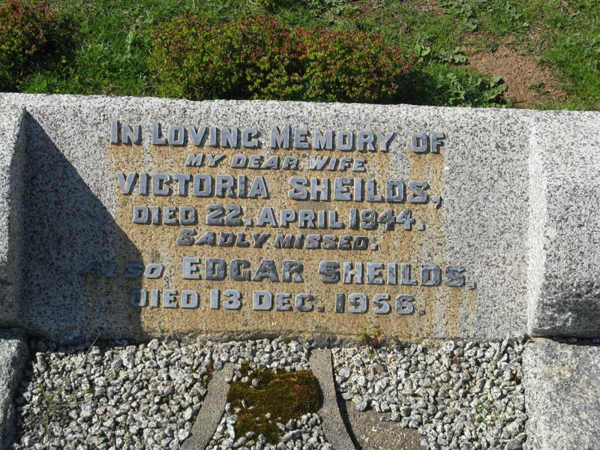 IN LOVING MEMORY OF
MY DEAR WIFE
VICTORIA SHEILDS,
DIED 22. APRIL 1944.
SADLY MISSED.
ALSO EDGAR SHEILDS,
DIED 13 DEC. 1956.